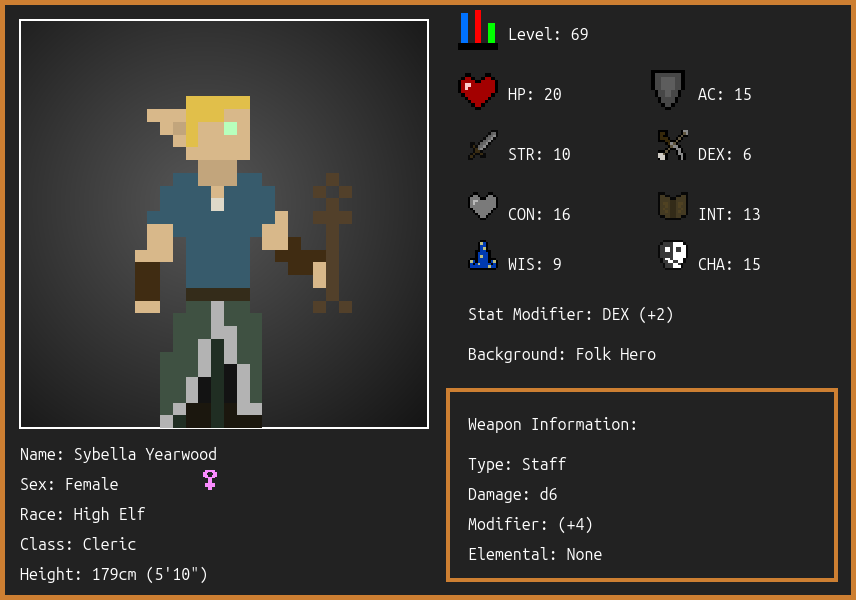 Level: 69
HP: 20
AC: 15
STR: 10
DEX: 6
CON: 16
INT: 13
WIS: 9
CHA: 15
Stat Modifier: DEX (+2)
Background: Folk Hero
Weapon Information:
Type: Staff
Damage: d6
Modifier: (+4)
Elemental: None
Name: Sybella Yearwood
Sex: Female
Race: High Elf
Class: Cleric
Height: 179cm (5'10")